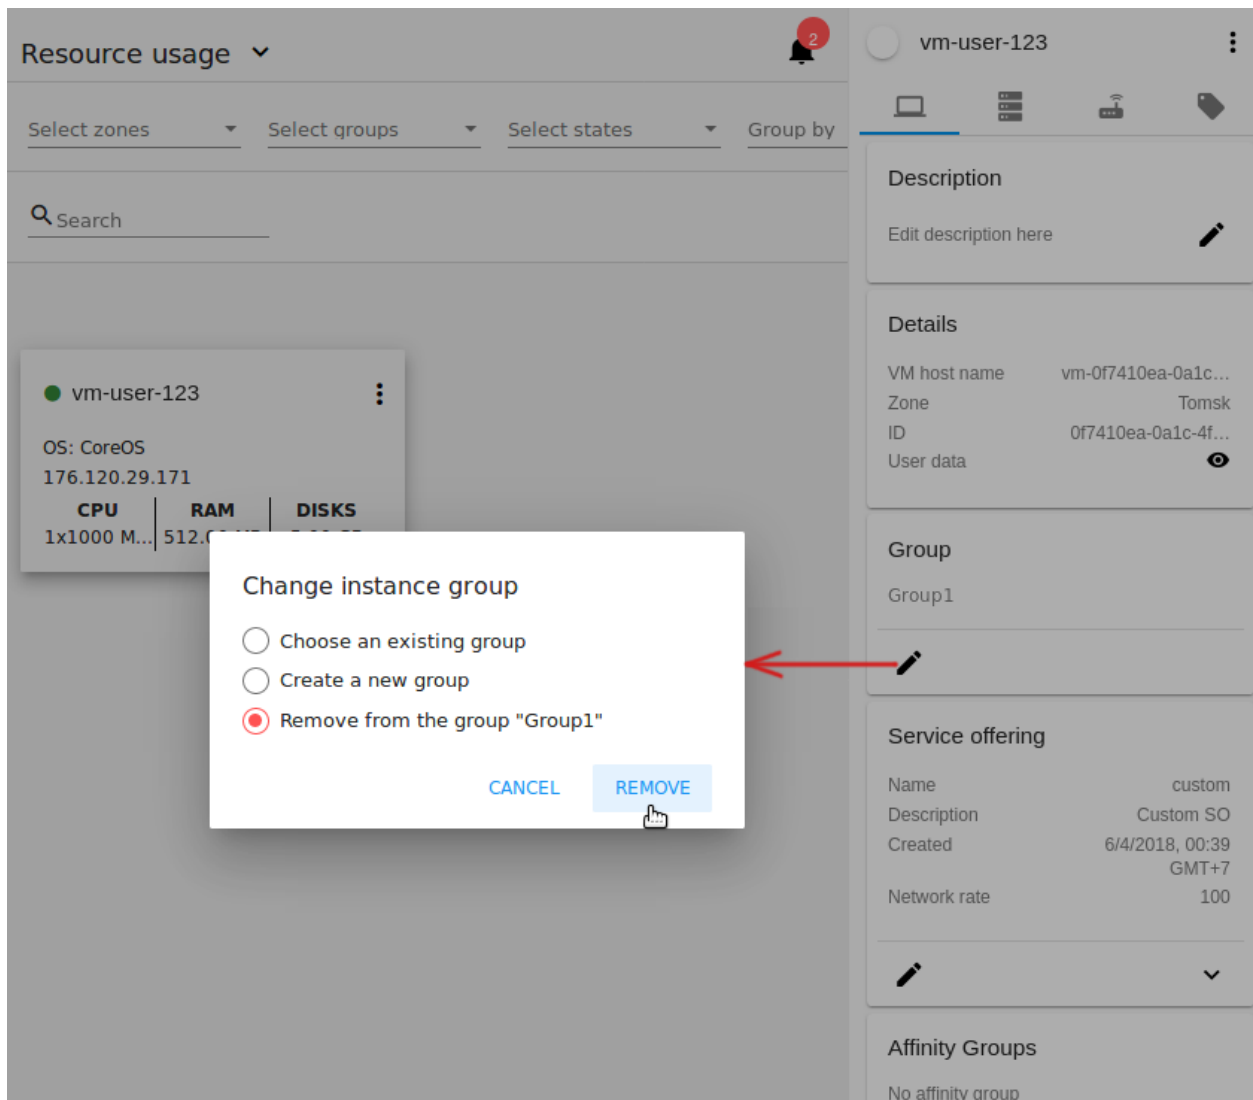 Resource usage
2
Select zones
Select groups
Select states
Group by
Search
vm-user-123
OS: CoreOS
176.120.29.171
CPU RAM DISKS
1x1000 M...
Change instance group
Choose an existing group
Create a new group
Remove from the group "Group1"
CANCEL REMOVE
vm-user-123
Description
Edit description here
Details
VM host name vm-0f7410ea-0a1c...
Zone Tomsk
ID 0f7410ea-0a1c-4f...
User data
Group
Group1
Service offering
Name custom
Description Custom SO
Created 6/4/2018, 00:39
GMT+7
Network rate 100
Affinity Groups
No affinity group